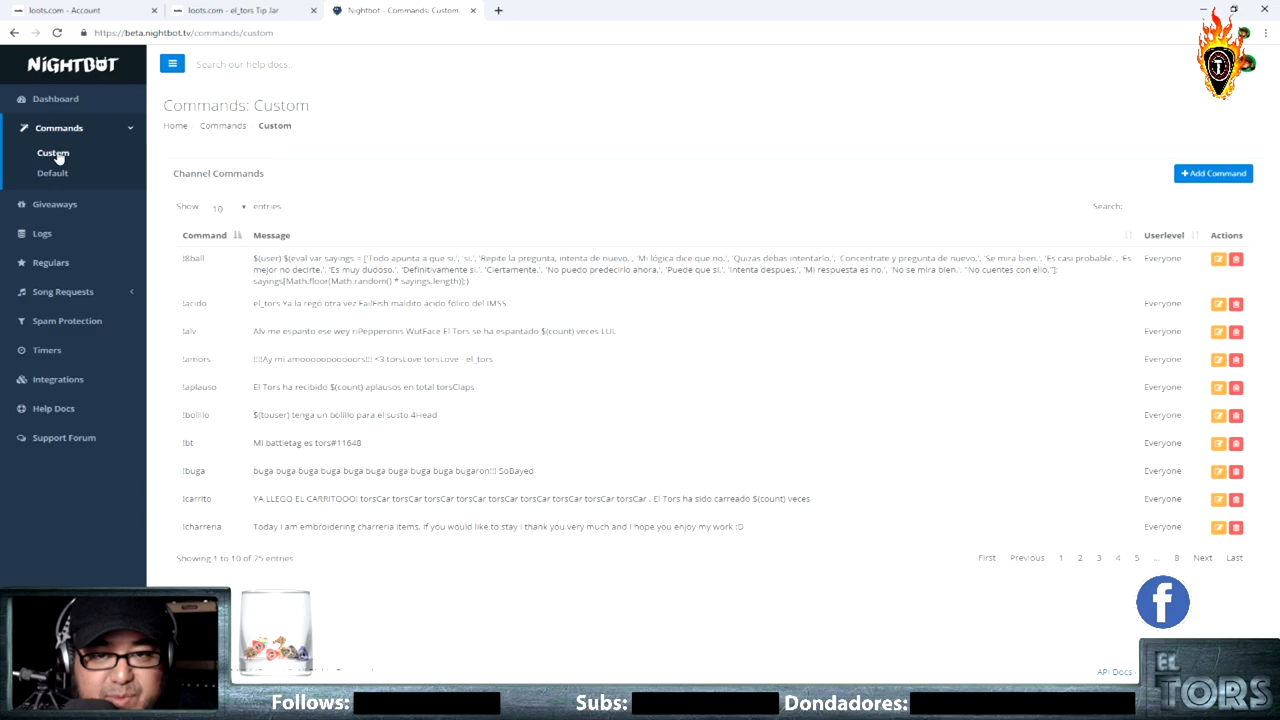 loots.com - Account
loots.com - el_tors Tip Jar
Nightbot - Commands: Custom
https://beta.nightbot.tv/commands/custom
NIGHTBOT
Search our help docs..
Dashboard
Commands
Custom
Default
Giveaways
Logs
Regulars
Song Requests
Spam Protection
Timers
Integrations
Help Docs
Support Forum
Commands: Custom
Home Commands Custom
Channel Commands
+ Add Command
Show 10 entries
Search:
Command Message Userlevel Actions
!8ball $(user) $(eval var sayings = ['Todo apunta a que si.', 'si.', 'Repite la pregunta, intenta de nuevo.', 'Mi lógica dice que no.', 'Quizas debas intentarlo.', 'Concentrate y pregunta de nuevo.', 'Se mira bien.', 'Es casi probable.', 'Es Everyone
mejor no decirte.', 'Es muy dudoso.', 'Definitivamente si.', 'Ciertamente.', 'No puedo predecirlo ahora.', 'Puede que si.', 'Intenta despues.', 'Mi respuesta es no.', 'No se mira bien.', 'No cuentes con ello.'];
sayings[Math.floor(Math.random() * sayings.length)];)
!acido el_tors Ya la regó otra vez FailFish maldito ácido folico del IMSS Everyone
!alv Alv me espanto ese wey riPepperonis WutFace El Tors se ha espantado $(count) veces LUL Everyone
!amors !!!!Ay mi amooooooooooors!!! <3 torsLove torsLove - el_tors Everyone
!aplauso El Tors ha recibido $(count) aplausos en total torsClaps Everyone
!bolillo $(touser) tenga un bolillo para el susto 4Head Everyone
!bt Mi battletag es tors#11648 Everyone
!buga buga buga buga buga buga buga buga buga buga bugaron!!! SoBayed Everyone
!carrito YA LLEGO EL CARRITOOO! torsCar torsCar torsCar torsCar torsCar torsCar torsCar torsCar . El Tors ha sido carreado $(count) veces Everyone
!charreria Today I am embroidering charreria items, if you would like to stay I thank you very much and I hope you enjoy my work :D Everyone
Showing 1 to 10 of 75 entries
First Previous 1 2 3 4 5 ... 8 Next Last
API Docs
EL
TORS
Follows: Subs: Dondadores: